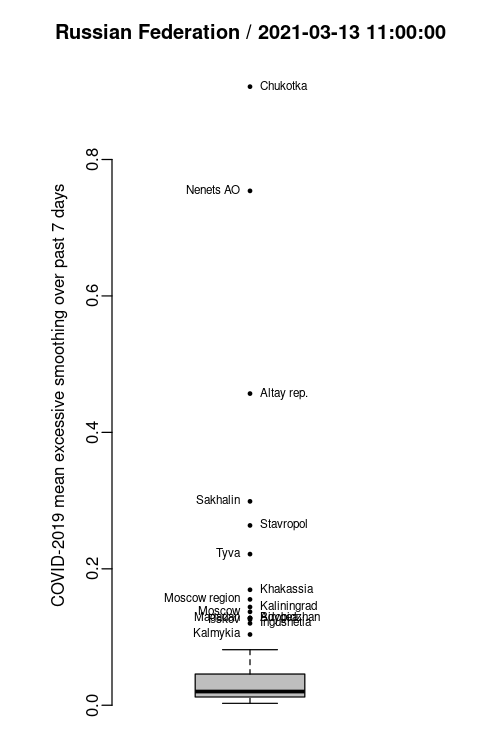 Russian Federation / 2021-03-13 11:00:00
COVID-2019 mean excessive smoothing over past 7 days
0.8
0.6
0.4
0.2
0.0
Chukotka
Nenets AO
Altay rep.
Sakhalin
Stavropol
Tyva
Khakassia
Moscow region
Kaliningrad
Moscow
Ingushetia
Kalmykia